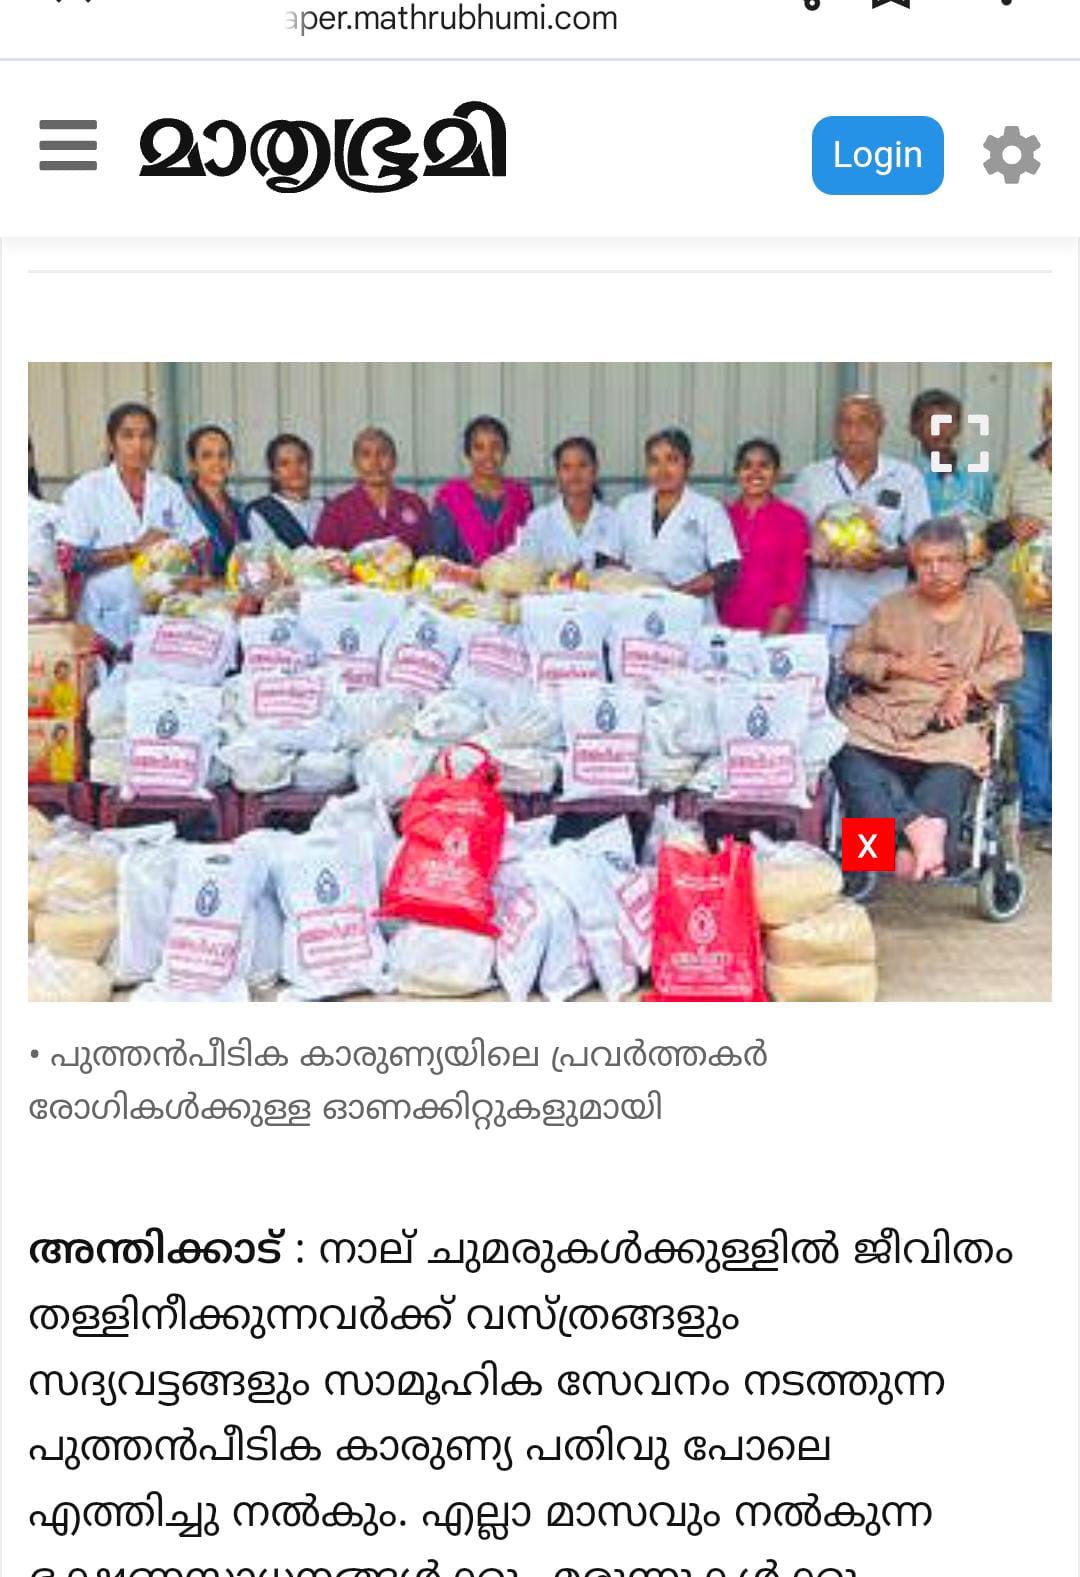 aper.mathrubhumi.com
മാതൃഭൂമി
Login
X
• പുത്തൻപീടിക കാരുണ്യയിലെ പ്രവർത്തകർ
രോഗികൾക്കുള്ള ഓണക്കിറ്റുകളുമായി
അന്തിക്കാട് : നാല് ചുമരുകൾക്കുള്ളിൽ ജീവിതം
തള്ളിനീക്കുന്നവർക്ക് വസ്ത്രങ്ങളും
സദ്യവട്ടങ്ങളും സാമൂഹിക സേവനം നടത്തുന്ന
പുത്തൻപീടിക കാരുണ്യ പതിവു പോലെ
എത്തിച്ചു നൽകും. എല്ലാ മാസവും നൽകുന്ന